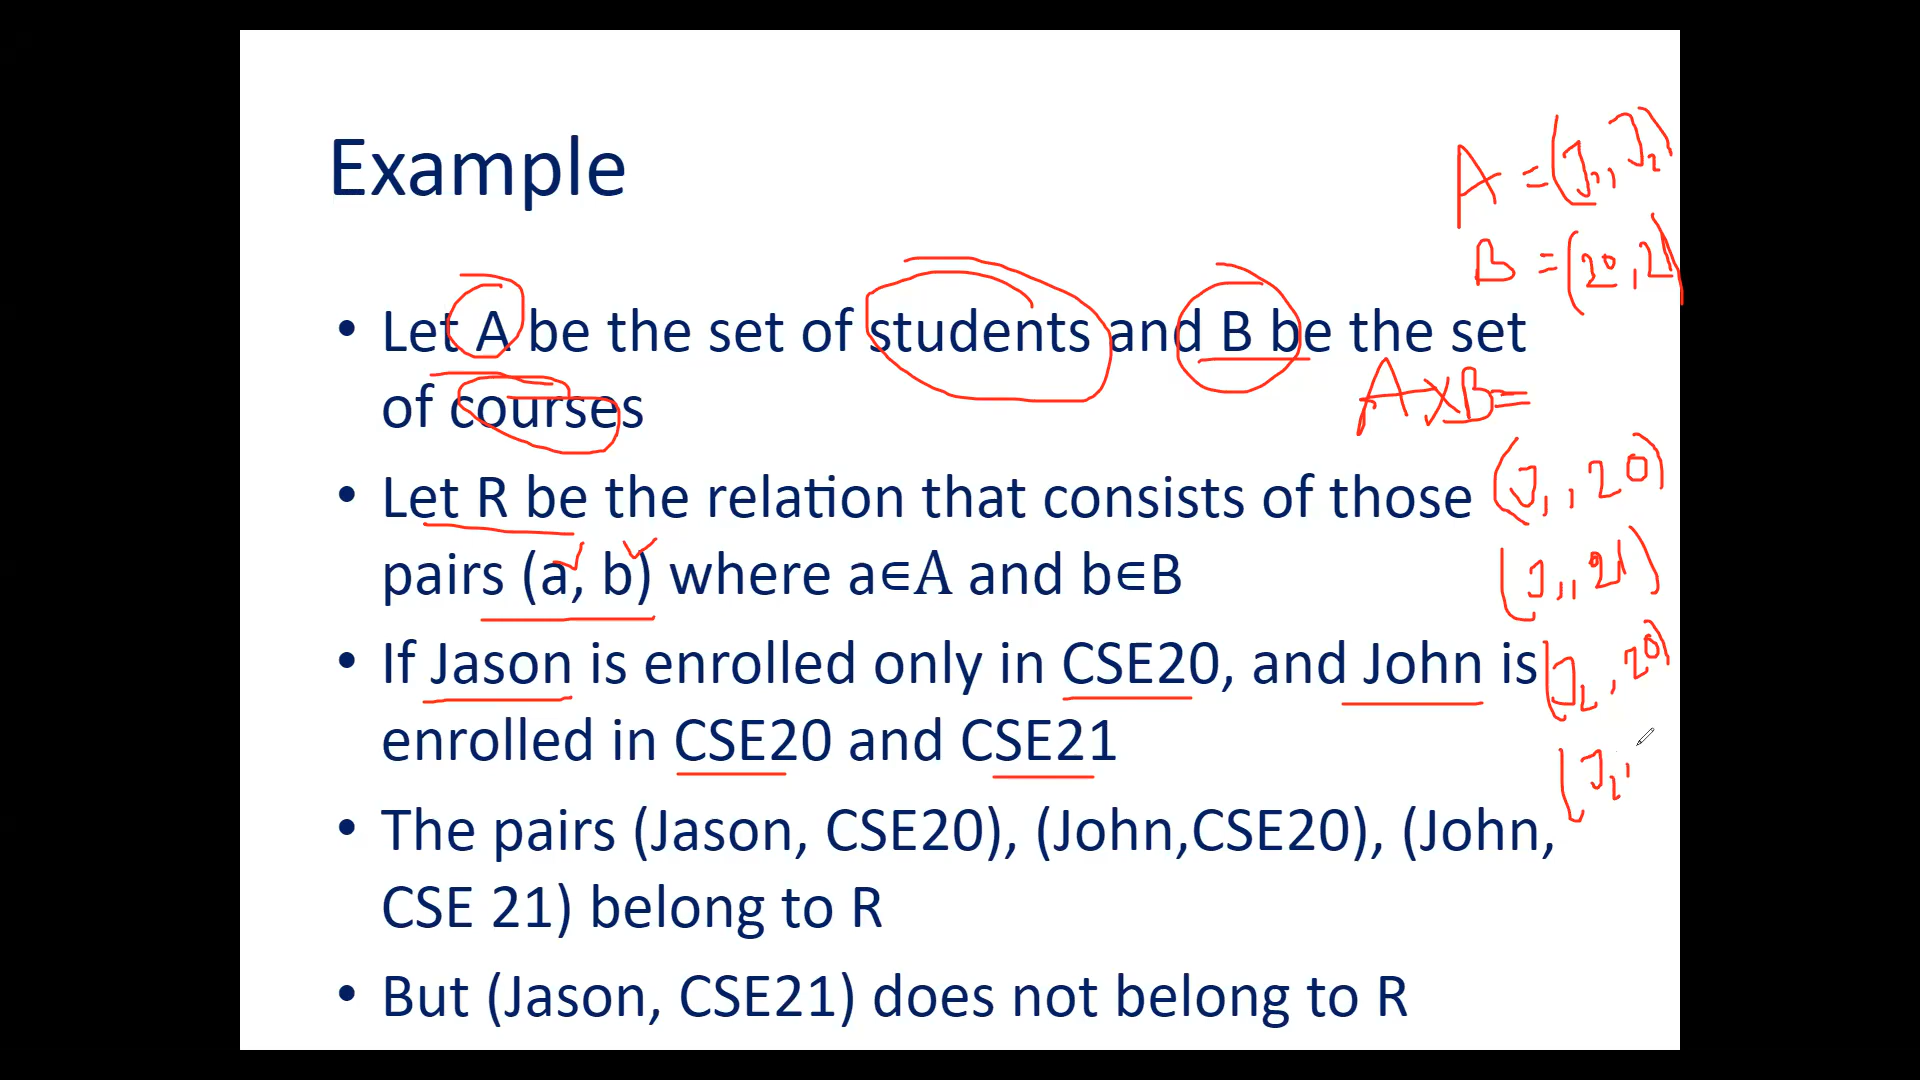 Example
A = (J₁, J₂)
B = (20, 21)
• Let A be the set of students and B be the set
of courses
A×B=
• Let R be the relation that consists of those
(J₁, 20)
pairs (a, b) where a∈A and b∈B
(J₁, 21)
• If Jason is enrolled only in CSE20, and John is
(J₂, 20)
enrolled in CSE20 and CSE21
(J₂,
• The pairs (Jason, CSE20), (John,CSE20), (John,
CSE 21) belong to R
• But (Jason, CSE21) does not belong to R